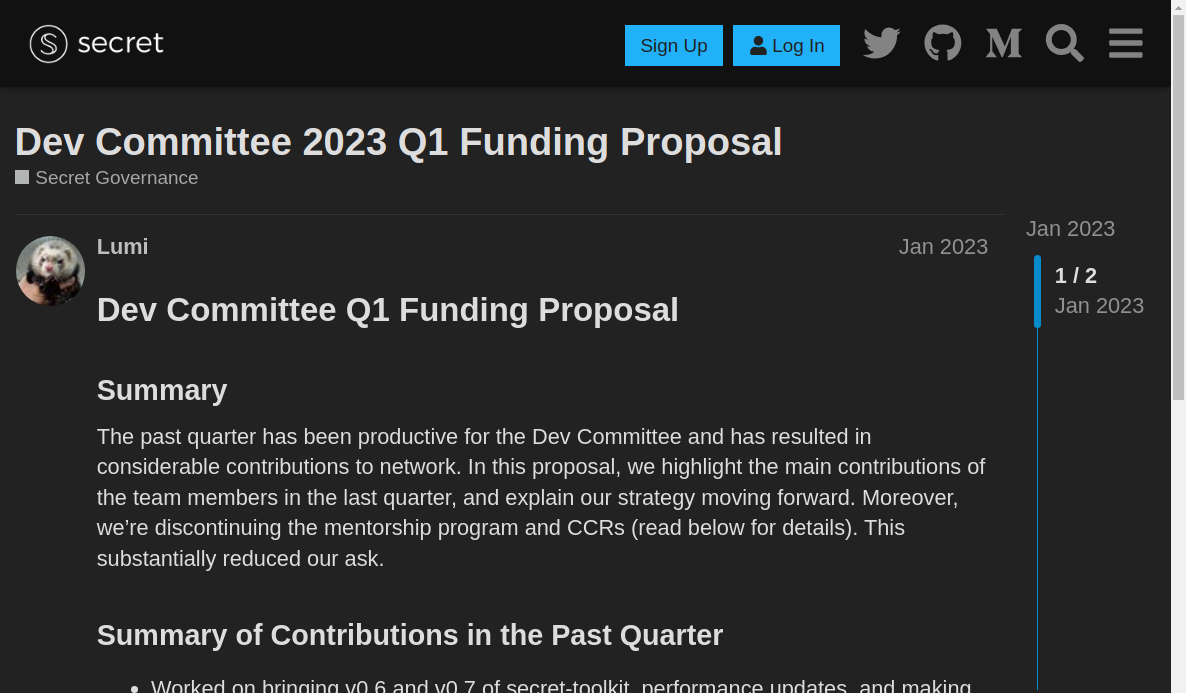 secret
Sign Up
Log In
Dev Committee 2023 Q1 Funding Proposal
Secret Governance
Lumi
Jan 2023
Jan 2023
1 / 2
Jan 2023
Dev Committee Q1 Funding Proposal
Summary
The past quarter has been productive for the Dev Committee and has resulted in
considerable contributions to network. In this proposal, we highlight the main contributions of
the team members in the last quarter, and explain our strategy moving forward. Moreover,
we’re discontinuing the mentorship program and CCRs (read below for details). This
substantially reduced our ask.
Summary of Contributions in the Past Quarter
• Worked on bringing v0.6 and v0.7 of secret-toolkit, performance updates, and making